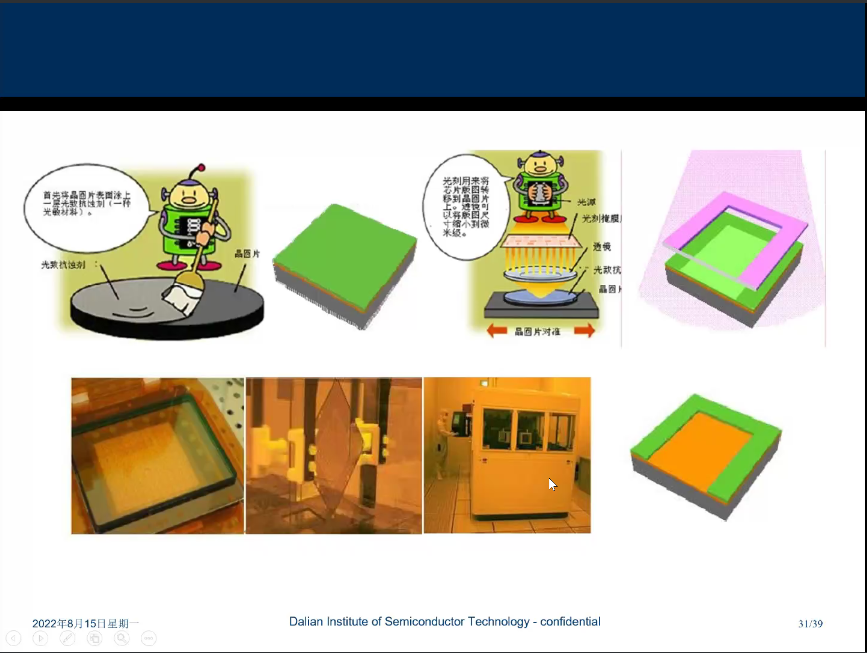 首先将晶圆片表面涂上
一层光致抗蚀剂（一种
光敏材料）。
光致抗蚀剂
晶圆片
光刻用来将
芯片版图转
移到晶圆片
上。透镜可
以将版图尺
寸缩小到微
米级。
光源
光刻掩膜
透镜
光致抗
晶圆片
晶圆片对准
2022年8月15日星期一
Dalian Institute of Semiconductor Technology - confidential
31/39